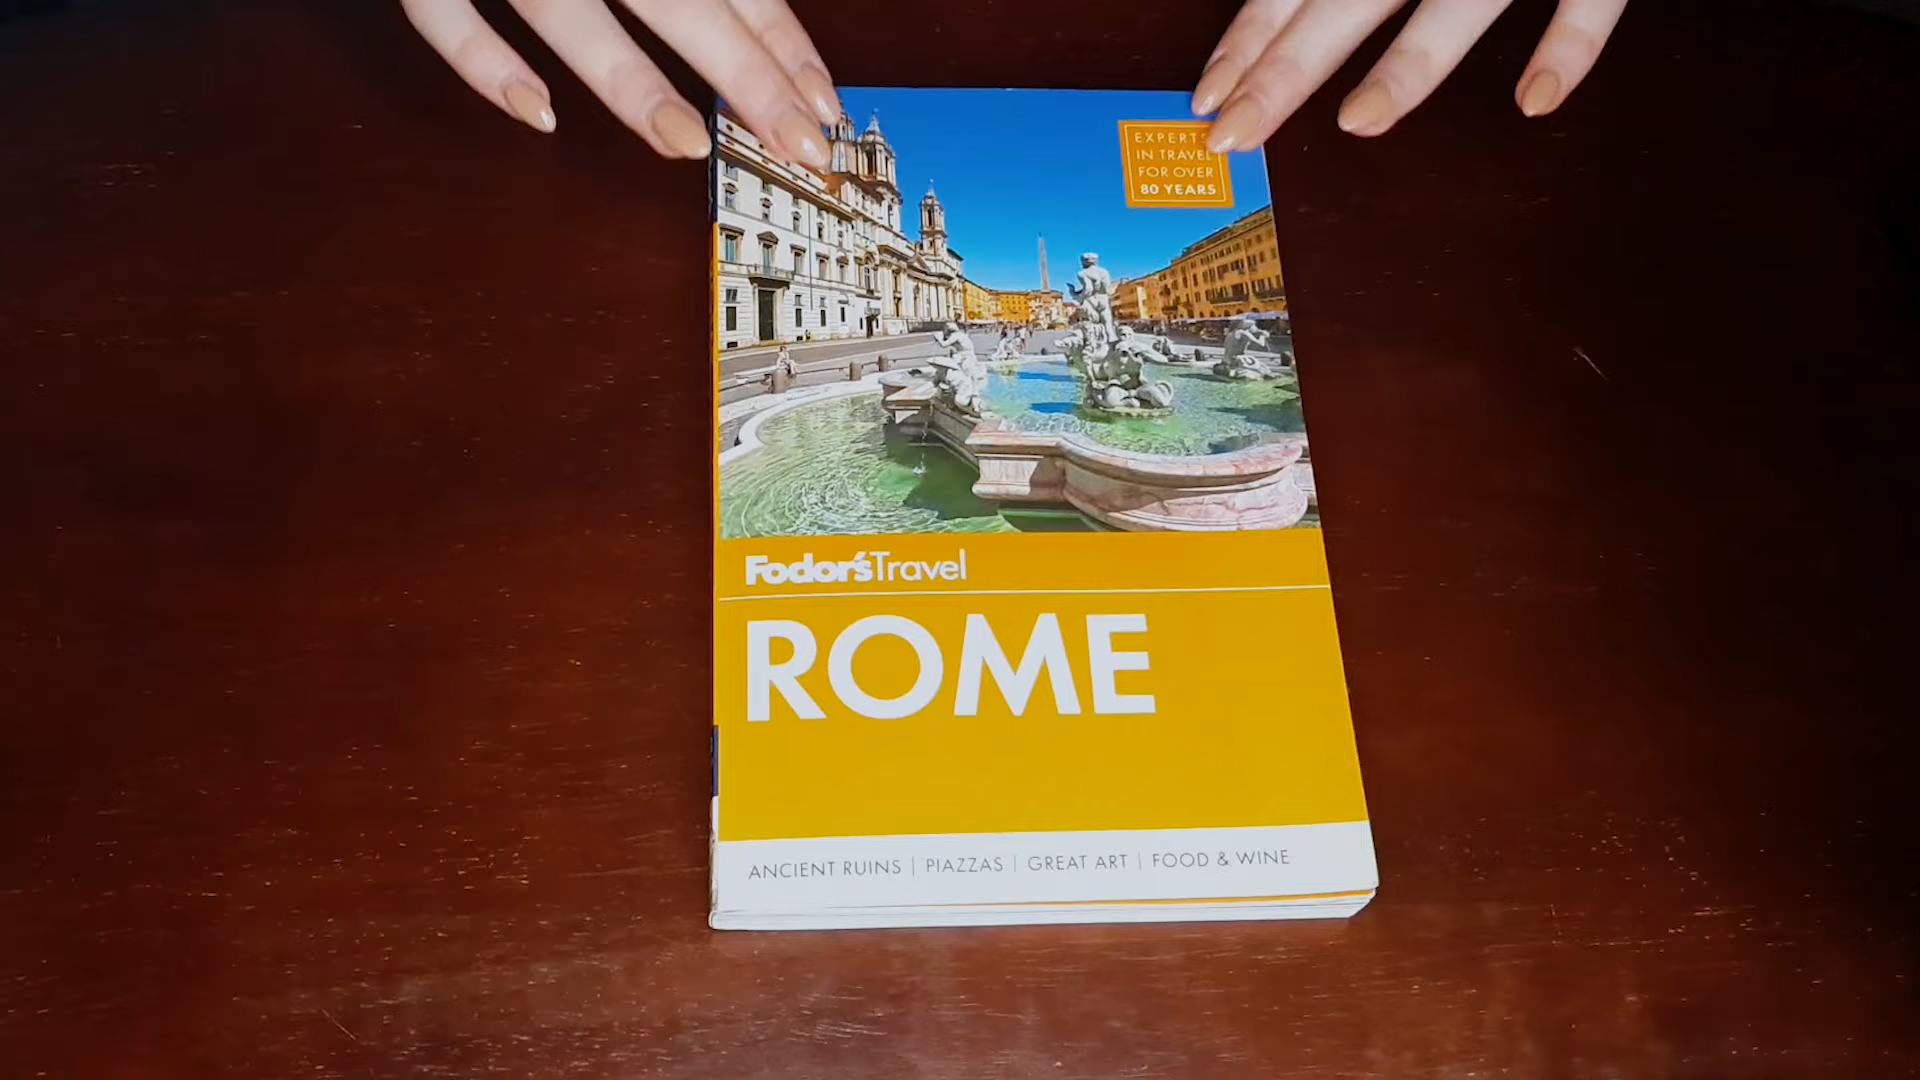 EXPERTS
IN TRAVEL
FOR OVER
80 YEARS
Fodor'sTravel
ROME
ANCIENT RUINS | PIAZZAS | GREAT ART | FOOD & WINE